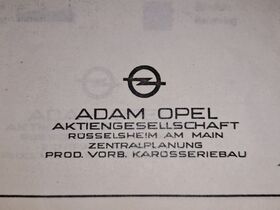 ADAM OPEL
AKTIENGESELLSCHAFT
RÜSSELSHEIM AM MAIN
ZENTRALPLANUNG
PROD. VORB. KAROSSERIEBAU